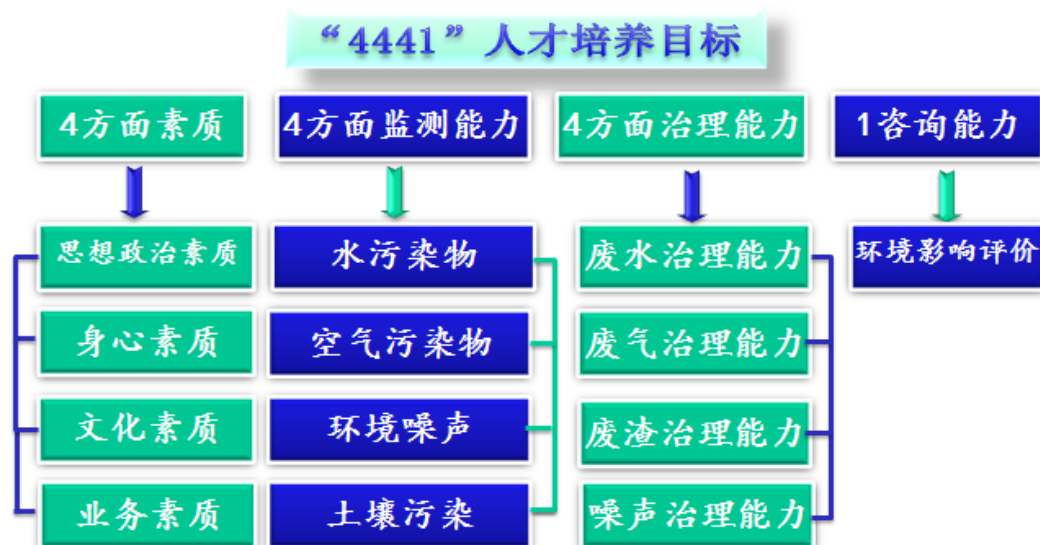 “4441”人才培养目标
4方面素质
4方面监测能力
4方面治理能力
1咨询能力
思想政治素质
水污染物
废水治理能力
环境影响评价
身心素质
空气污染物
废气治理能力
文化素质
环境噪声
废渣治理能力
业务素质
土壤污染
噪声治理能力